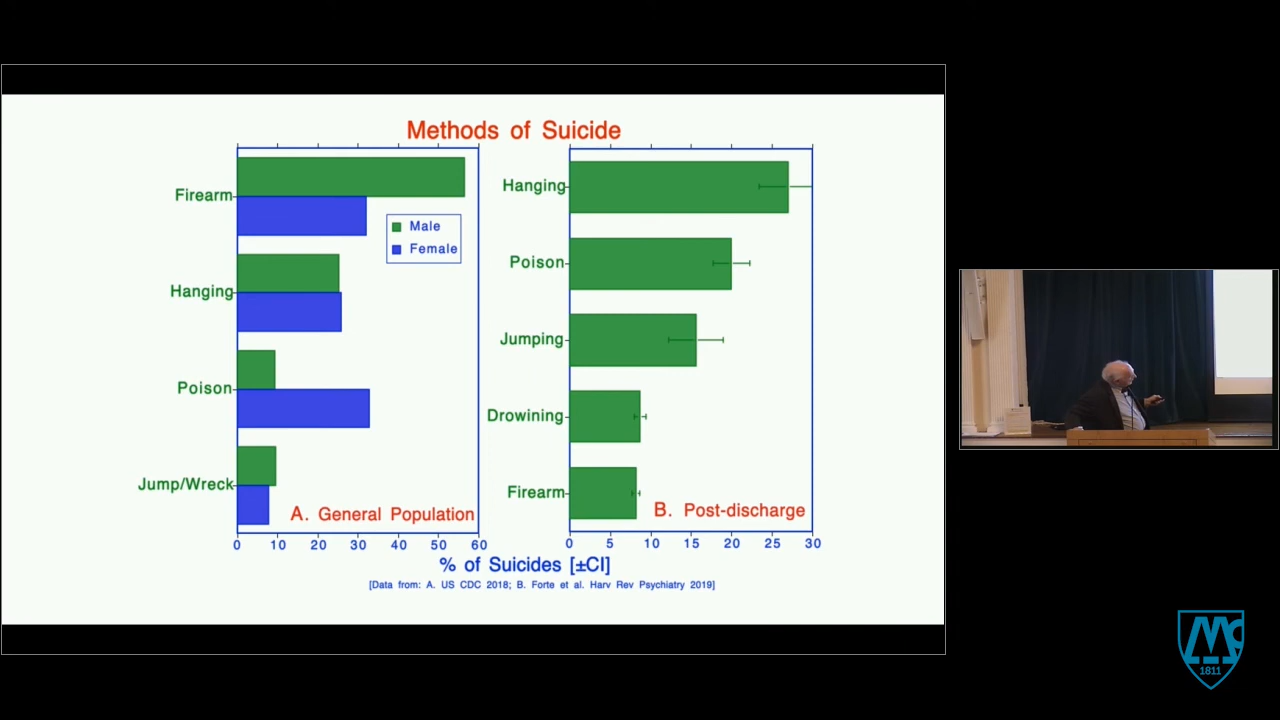 Methods of Suicide
Firearm
Hanging
Poison
Jump/Wreck
Male
Female
A. General Population
0 10 20 30 40 50 60
Hanging
Poison
Jumping
Drowining
Firearm
B. Post-discharge
0 5 10 15 20 25 30
% of Suicides [±CI]
[Data from: A. US CDC 2018; B. Forte et al. Harv Rev Psychiatry 2019]
Mc
1811